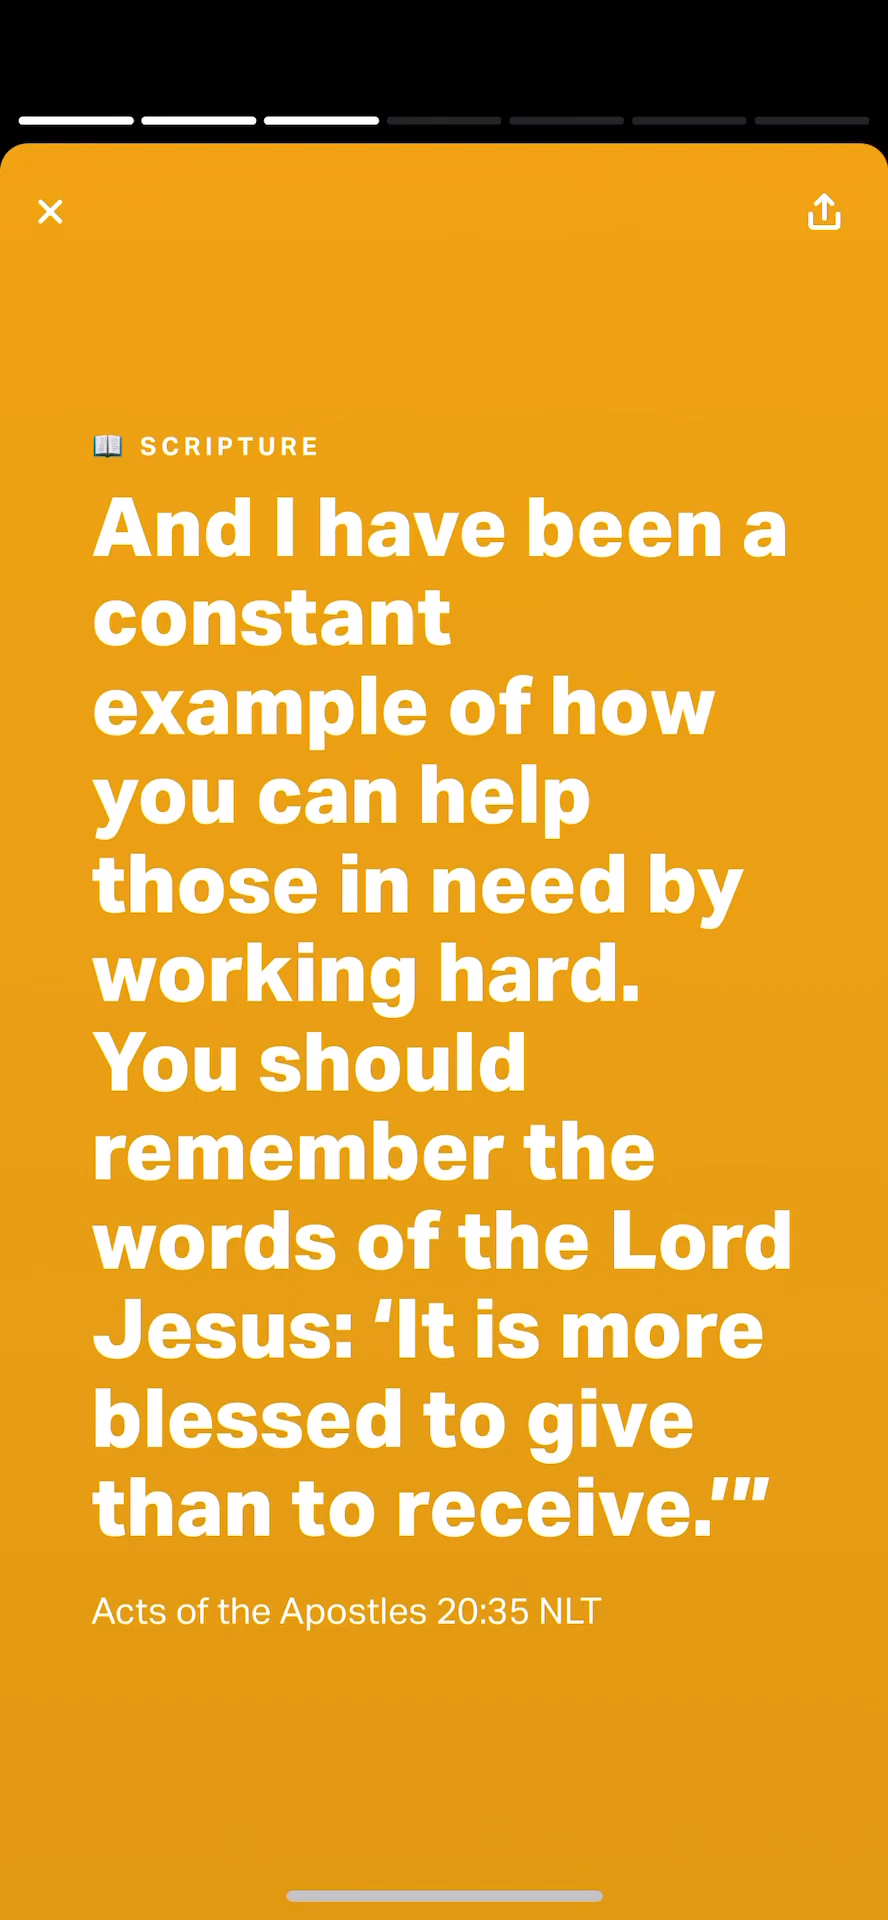 📖 SCRIPTURE
And I have been a
constant
example of how
you can help
those in need by
working hard.
You should
remember the
words of the Lord
Jesus: ‘It is more
blessed to give
than to receive.’”
Acts of the Apostles 20:35 NLT